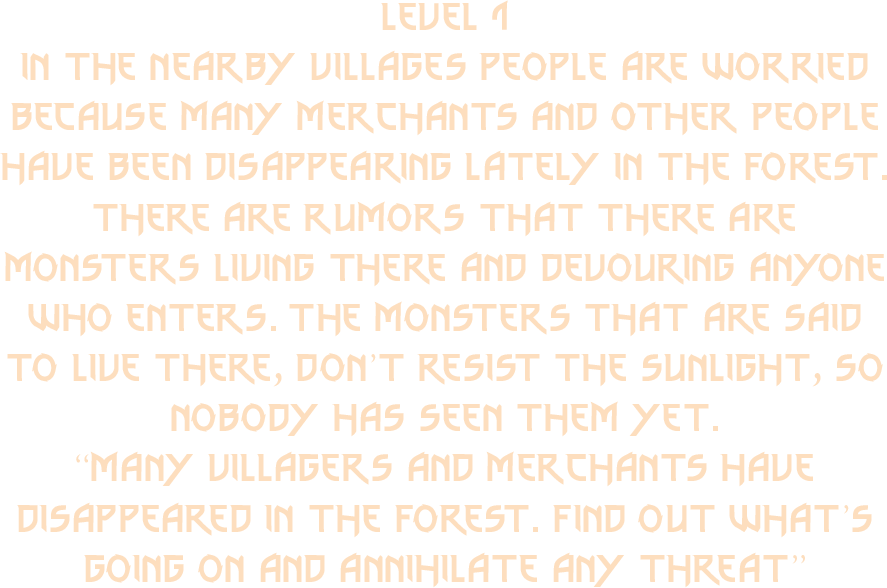 LEVEL 1
IN THE NEARBY VILLAGES PEOPLE ARE WORRIED
BECAUSE MANY MERCHANTS AND OTHER PEOPLE
HAVE BEEN DISAPPEARING LATELY IN THE FOREST.
THERE ARE RUMORS THAT THERE ARE
MONSTERS LIVING THERE AND DEVOURING ANYONE
WHO ENTERS. THE MONSTERS THAT ARE SAID
TO LIVE THERE, DON’T RESIST THE SUNLIGHT, SO
NOBODY HAS SEEN THEM YET.
“MANY VILLAGERS AND MERCHANTS HAVE
DISAPPEARED IN THE FOREST. FIND OUT WHAT’S
GOING ON AND ANNIHILATE ANY THREAT”